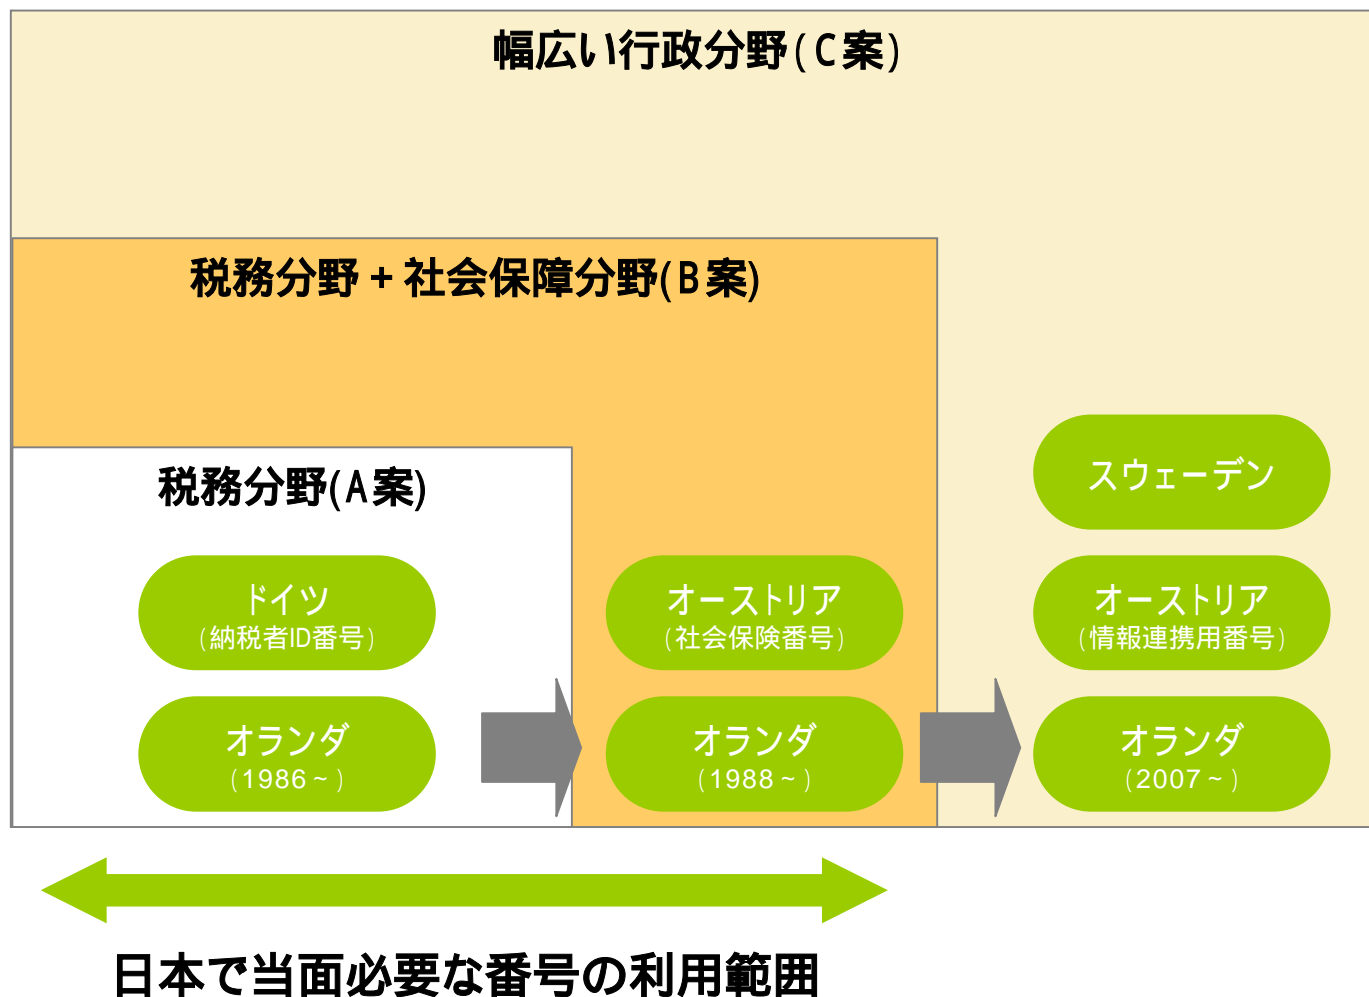 幅広い行政分野(C案)
税務分野+社会保障分野(B案)
税務分野(A案)
スウェーデン
ドイツ
(納税者ID番号)
オーストリア
(社会保険番号)
オーストリア
(情報連携用番号)
オランダ
(1986~)
オランダ
(1988~)
オランダ
(2007~)
日本で当面必要な番号の利用範囲